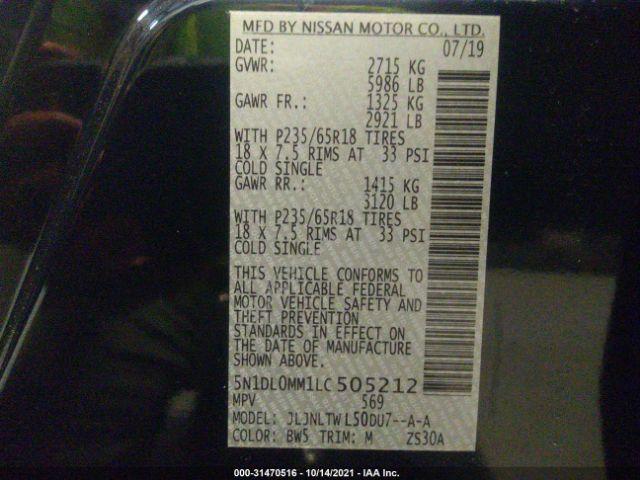 MFD BY NISSAN MOTOR CO., LTD.
DATE: 07/19
GVWR: 2715 KG
5986 LB
GAWR FR.: 1325 KG
2921 LB
WITH P235/65R18 TIRES
18 X 7.5 RIMS AT 33 PSI
COLD SINGLE
GAWR RR.: 1415 KG
3120 LB
WITH P235/65R18 TIRES
18 X 7.5 RIMS AT 33 PSI
COLD SINGLE
THIS VEHICLE CONFORMS TO
ALL APPLICABLE FEDERAL
MOTOR VEHICLE SAFETY AND
THEFT PREVENTION
STANDARDS IN EFFECT ON
THE DATE OF MANUFACTURE
SHOWN ABOVE.
5N1DL0MM1LC505212
MPV 569
MODEL: JLJNLTWL50DU7--A-A
COLOR: BW5 TRIM: M ZS30A
000-31470516 - 10/14/2021 - IAA Inc.